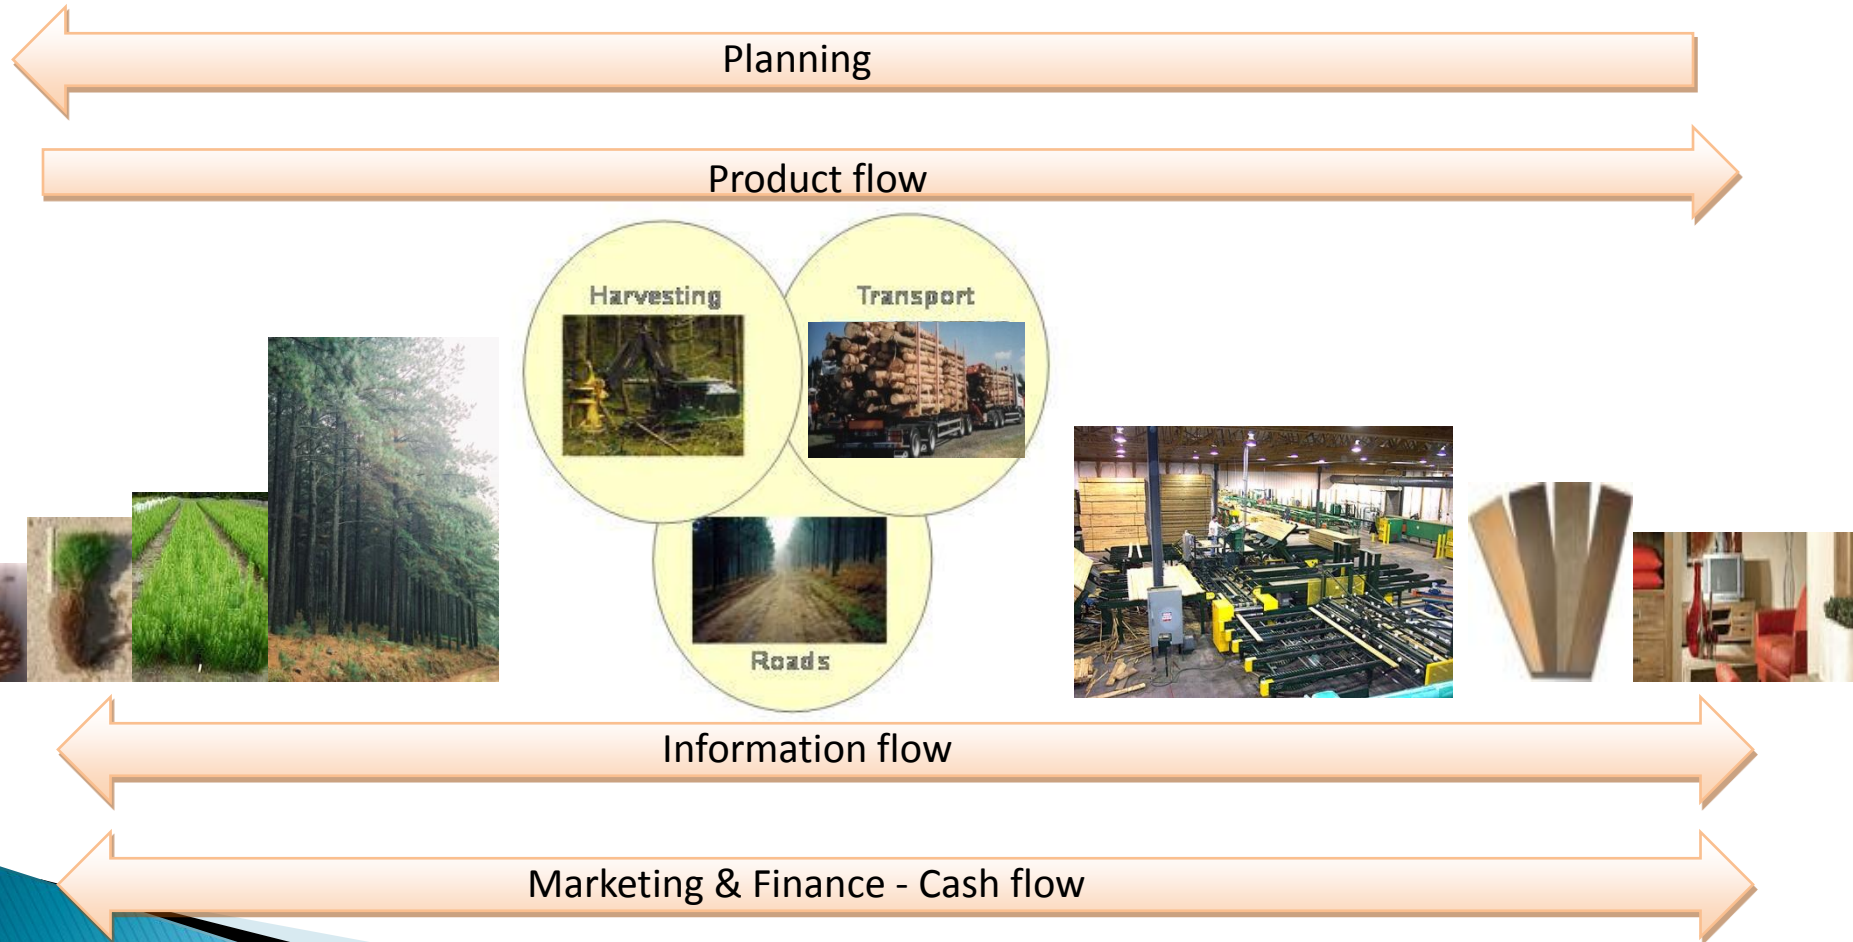 Planning
Product flow
Harvesting
Transport
Roads
Information flow
Marketing & Finance - Cash flow